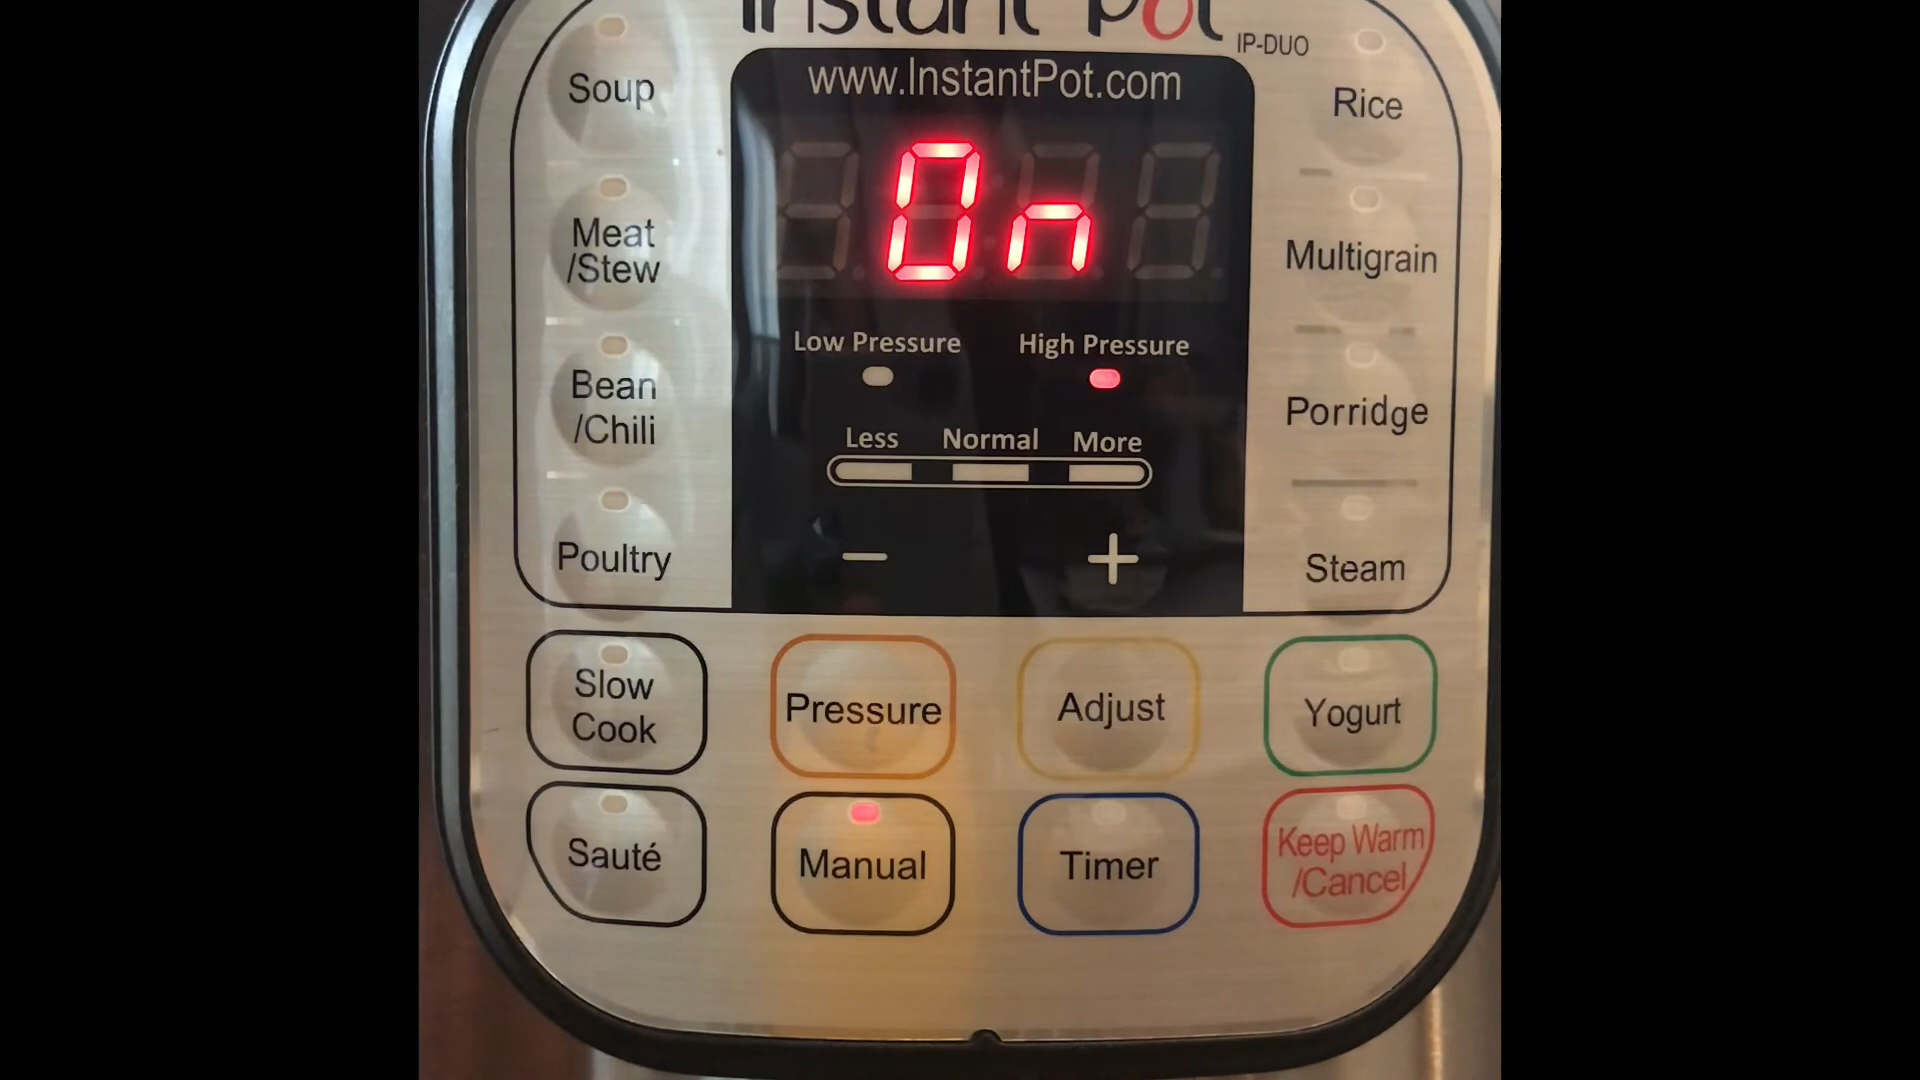 Instant Pot
IP-DUO
www.InstantPot.com
On
Soup
Meat
/Stew
Bean
/Chili
Poultry
Low Pressure High Pressure
Less Normal More
− +
Rice
Multigrain
Porridge
Steam
Slow
Cook
Pressure
Adjust
Yogurt
Sauté
Manual
Timer
Keep Warm
/Cancel